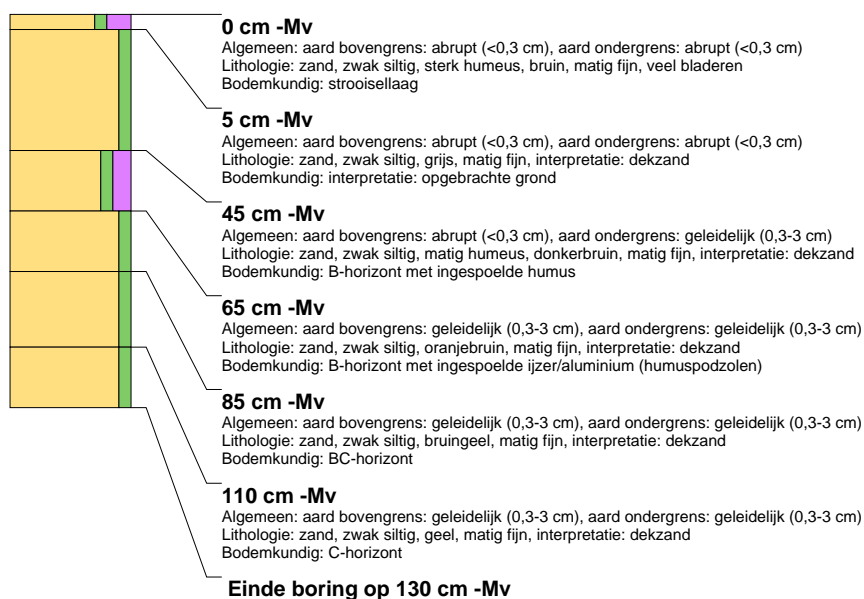 0 cm -Mv
Algemeen: aard bovengrens: abrupt (<0,3 cm), aard ondergrens: abrupt (<0,3 cm)
Lithologie: zand, zwak siltig, sterk humeus, bruin, matig fijn, veel bladeren
Bodemkundig: strooisellaag
5 cm -Mv
Algemeen: aard bovengrens: abrupt (<0,3 cm), aard ondergrens: abrupt (<0,3 cm)
Lithologie: zand, zwak siltig, grijs, matig fijn, interpretatie: dekzand
Bodemkundig: interpretatie: opgebrachte grond
45 cm -Mv
Algemeen: aard bovengrens: abrupt (<0,3 cm), aard ondergrens: geleidelijk (0,3-3 cm)
Lithologie: zand, zwak siltig, matig humeus, donkerbruin, matig fijn, interpretatie: dekzand
Bodemkundig: B-horizont met ingespoelde humus
65 cm -Mv
Algemeen: aard bovengrens: geleidelijk (0,3-3 cm), aard ondergrens: geleidelijk (0,3-3 cm)
Lithologie: zand, zwak siltig, oranjebruin, matig fijn, interpretatie: dekzand
Bodemkundig: B-horizont met ingespoelde ijzer/aluminium (humuspodzolen)
85 cm -Mv
Algemeen: aard bovengrens: geleidelijk (0,3-3 cm), aard ondergrens: geleidelijk (0,3-3 cm)
Lithologie: zand, zwak siltig, bruingeel, matig fijn, interpretatie: dekzand
Bodemkundig: BC-horizont
110 cm -Mv
Algemeen: aard bovengrens: geleidelijk (0,3-3 cm), aard ondergrens: geleidelijk (0,3-3 cm)
Lithologie: zand, zwak siltig, geel, matig fijn, interpretatie: dekzand
Bodemkundig: C-horizont
Einde boring op 130 cm -Mv